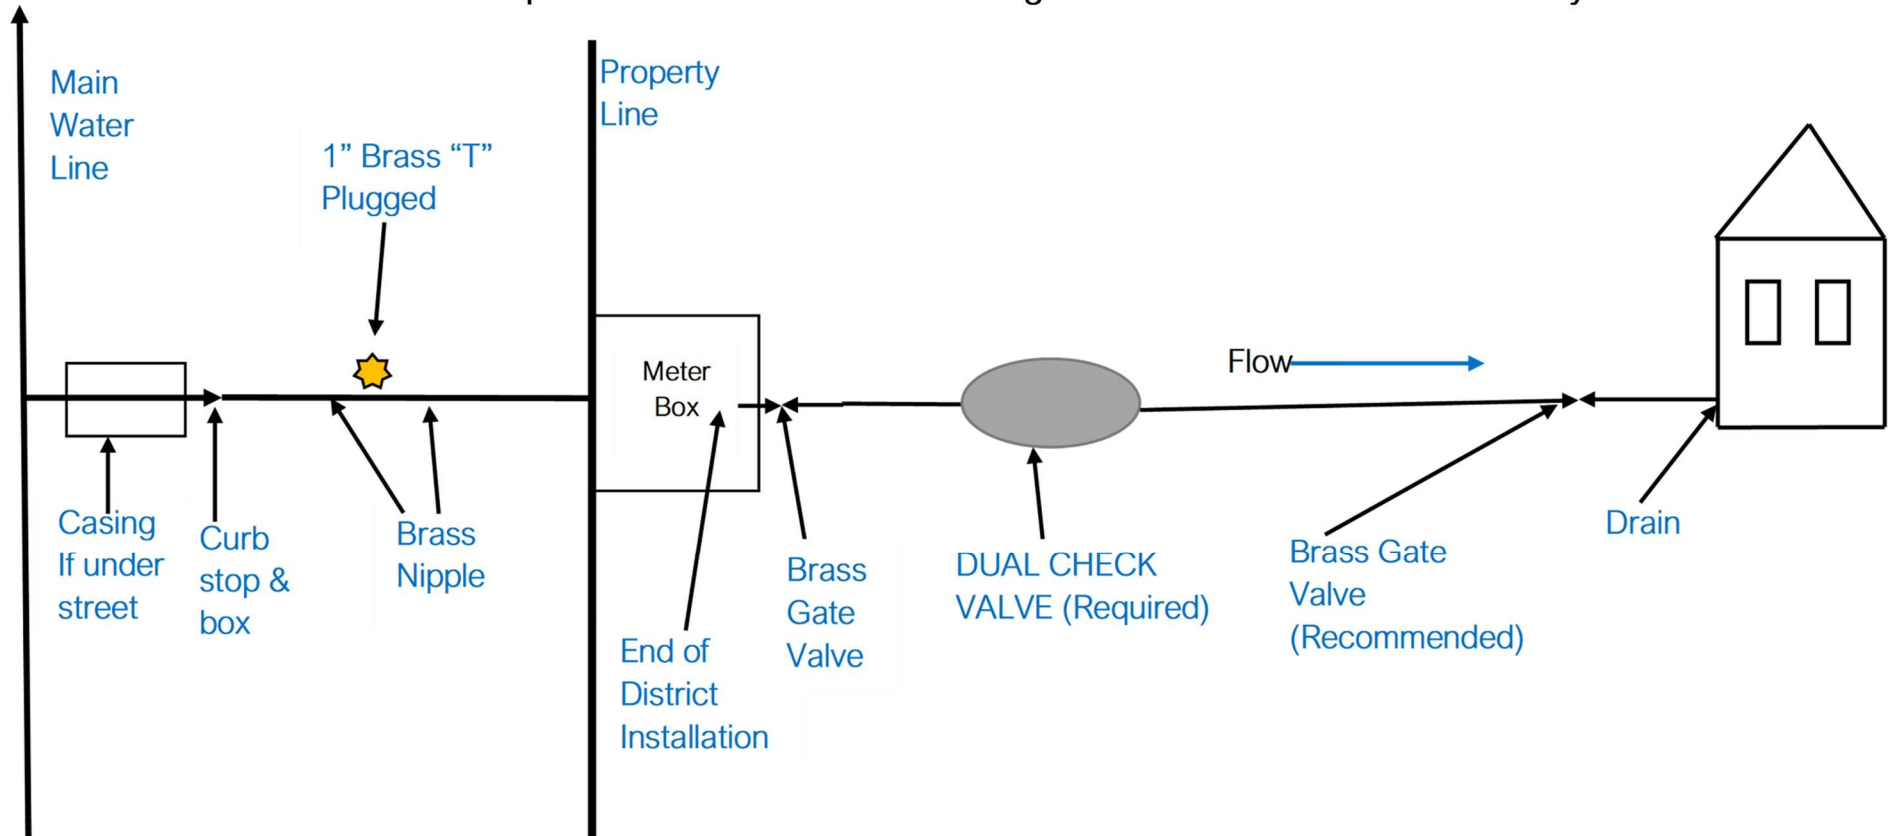 Main
Water
Line
Property
Line
1” Brass “T”
Plugged
Meter
Box
Flow
Casing
If under
street
Curb
stop &
box
Brass
Nipple
End of
District
Installation
Brass
Gate
Valve
DUAL CHECK
VALVE (Required)
Brass Gate
Valve
(Recommended)
Drain